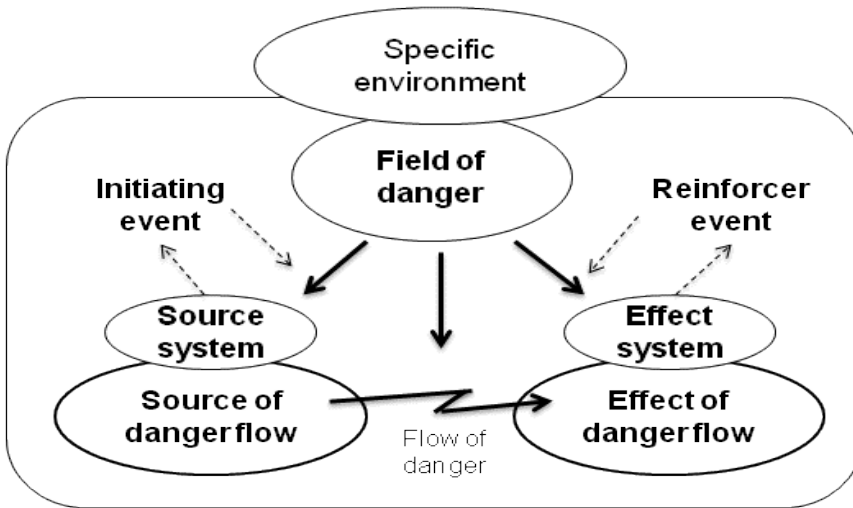 Specific
environment
Field of
danger
Initiating
event
Reinforcer
event
Source
system
Effect
system
Source of
danger flow
Effect of
danger flow
Flow of
danger